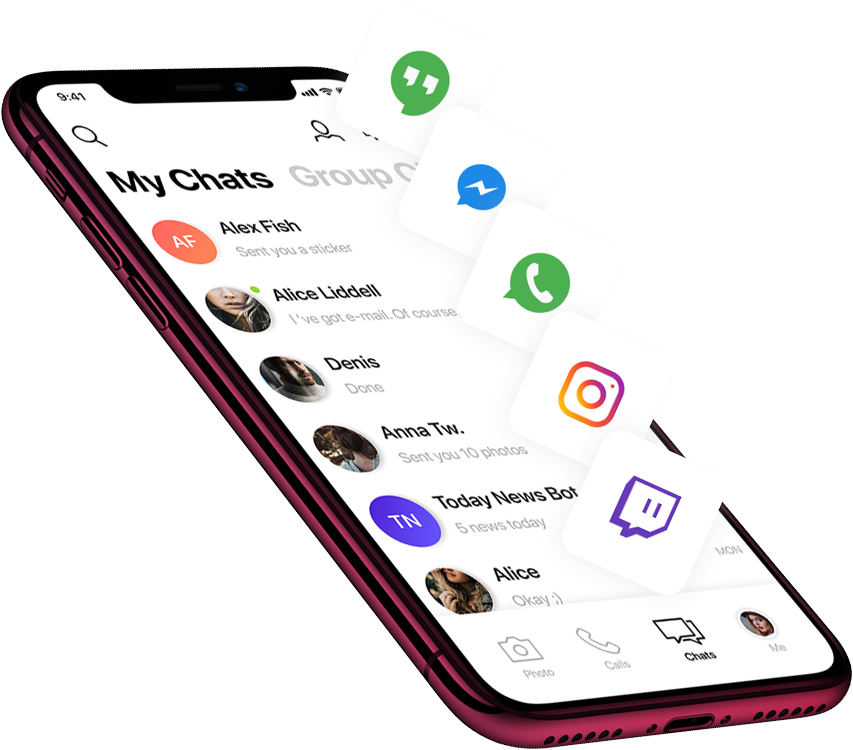 9:41
My Chats Group
AF
Alex Fish
Sent you a sticker
Alice Liddell
I 've got e-mail. Of course
Denis
Done
Anna Tw.
Sent you 10 photos
TN
Today News Bot
5 news today
MON
Alice
Okay ;)
Photo
Calls
Chats
Me